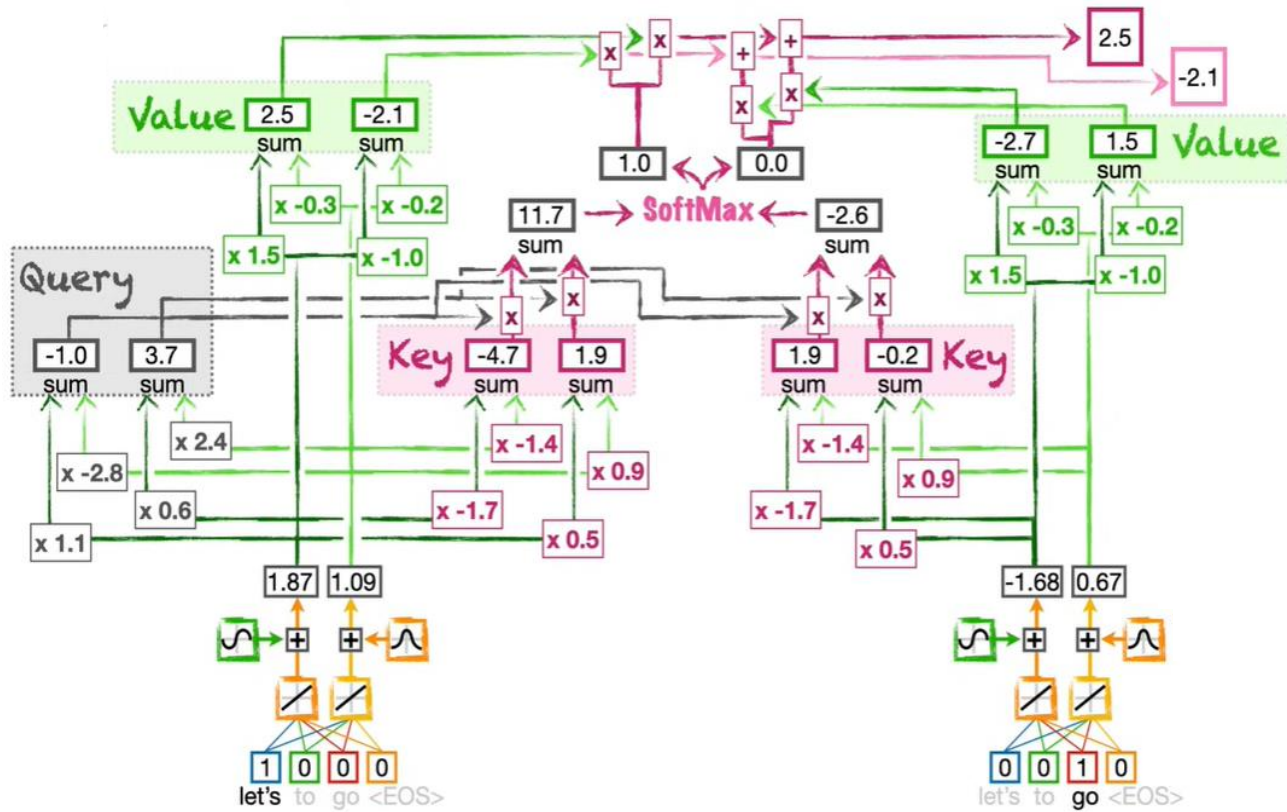 2.5
-2.1
x x + +
x x
Value 2.5 -2.1
sum sum
-2.7 1.5 Value
sum sum
1.0 0.0
x -0.3 x -0.2
SoftMax
11.7 -2.6
sum sum
x -0.3 x -0.2
x 1.5 x -1.0
x 1.5 x -1.0
Query
x x x x
-1.0 3.7
sum sum
Key -4.7 1.9
sum sum
1.9 -0.2 Key
sum sum
x 2.4 x -1.4 x -1.4
x -2.8 x 0.9 x 0.9
x 0.6 x -1.7 x -1.7
x 1.1 x 0.5 x 0.5
1.87 1.09 -1.68 0.67
+ + + +
1 0 0 0
let's to go <EOS>
0 0 1 0
let's to go <EOS>